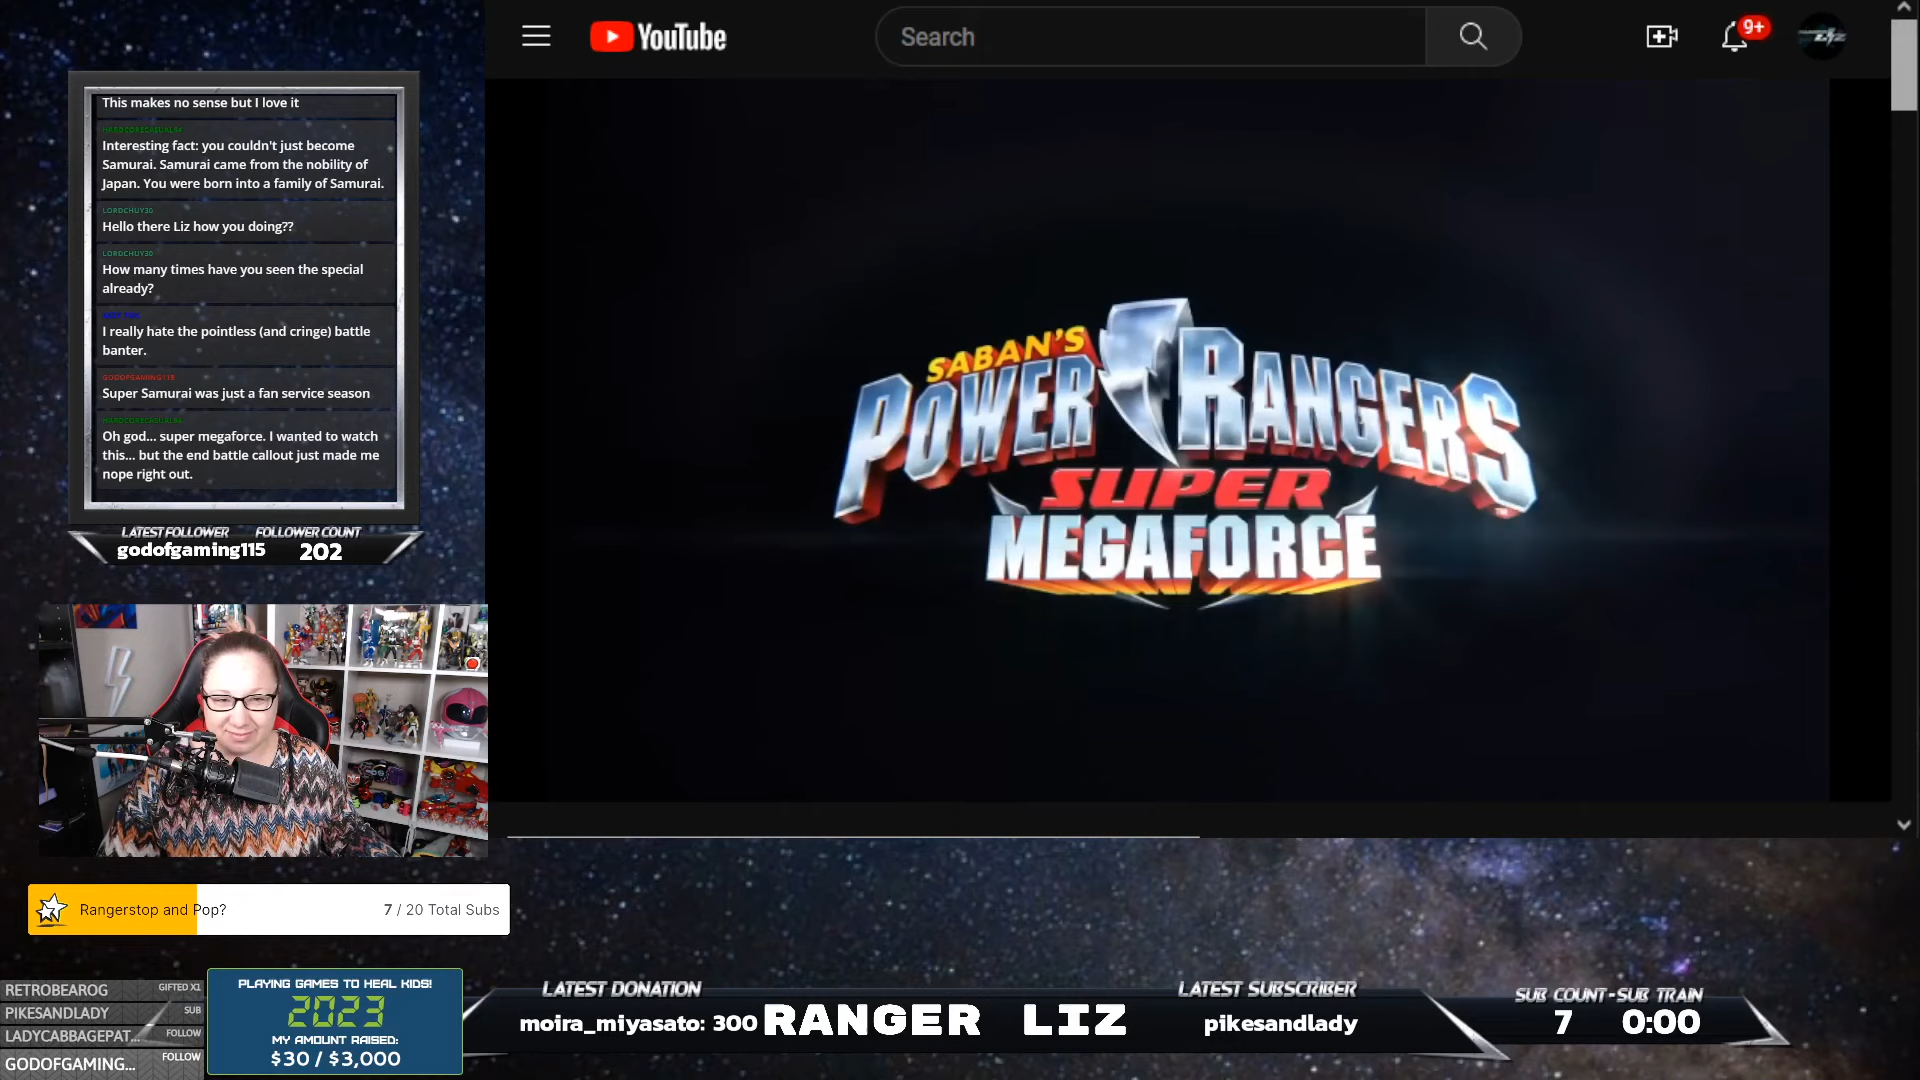 YouTube
Search
9+
This makes no sense but I love it
HARDCORECASUAL84
Interesting fact: you couldn't just become
Samurai. Samurai came from the nobility of
Japan. You were born into a family of Samurai.
LORDCHUY30
Hello there Liz how you doing??
LORDCHUY30
How many times have you seen the special
already?
I really hate the pointless (and cringe) battle
banter.
GODOFGAMING115
Super Samurai was just a fan service season
HARDCORECASUAL84
Oh god... super megaforce. I wanted to watch
this... but the end battle callout just made me
nope right out.
LATEST FOLLOWER FOLLOWER COUNT
godofgaming115 202
SABAN'S
POWER RANGERS
SUPER
MEGAFORCE
TM
Rangerstop and Pop? 7 / 20 Total Subs
RETROBEAROG GIFTED X1
PIKESANDLADY SUB
LADYCABBAGEPAT... FOLLOW
GODOFGAMING... FOLLOW
PLAYING GAMES TO HEAL KIDS!
2023
MY AMOUNT RAISED:
$30 / $3,000
LATEST DONATION
moira_miyasato: 300
RANGER LIZ
LATEST SUBSCRIBER
pikesandlady
SUB COUNT - SUB TRAIN
7 0:00